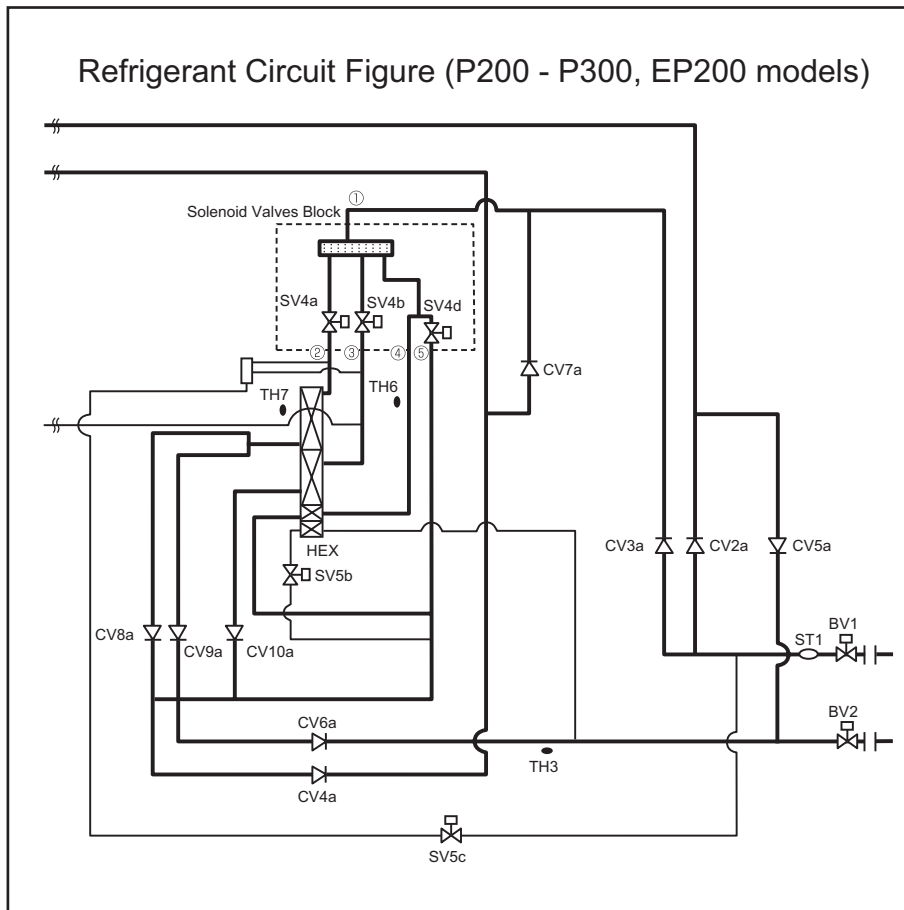 Refrigerant Circuit Figure (P200 - P300, EP200 models)
①
Solenoid Valves Block
SV4a
SV4b
SV4d
② ③ ④ ⑤
TH7
TH6
CV7a
HEX
SV5b
CV3a
CV2a
CV5a
CV8a
CV9a
CV10a
ST1
BV1
CV6a
BV2
TH3
CV4a
SV5c